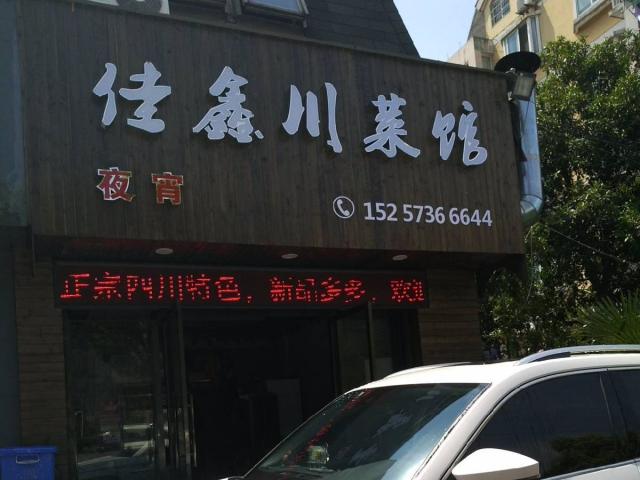 佳鑫川菜馆
夜宵
152 5736 6644
正宗四川特色，新品多多，欢迎